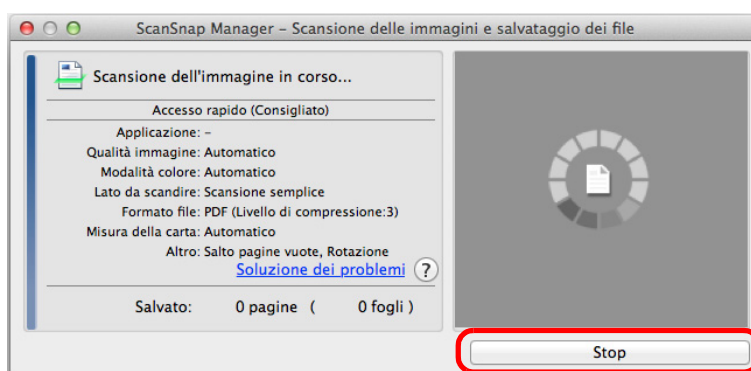 ScanSnap Manager – Scansione delle immagini e salvataggio dei file
Scansione dell'immagine in corso...
Accesso rapido (Consigliato)
Applicazione: –
Qualità immagine: Automatico
Modalità colore: Automatico
Lato da scandire: Scansione semplice
Formato file: PDF (Livello di compressione:3)
Misura della carta: Automatico
Altro: Salto pagine vuote, Rotazione
Soluzione dei problemi ?
Salvato: 0 pagine ( 0 fogli )
Stop